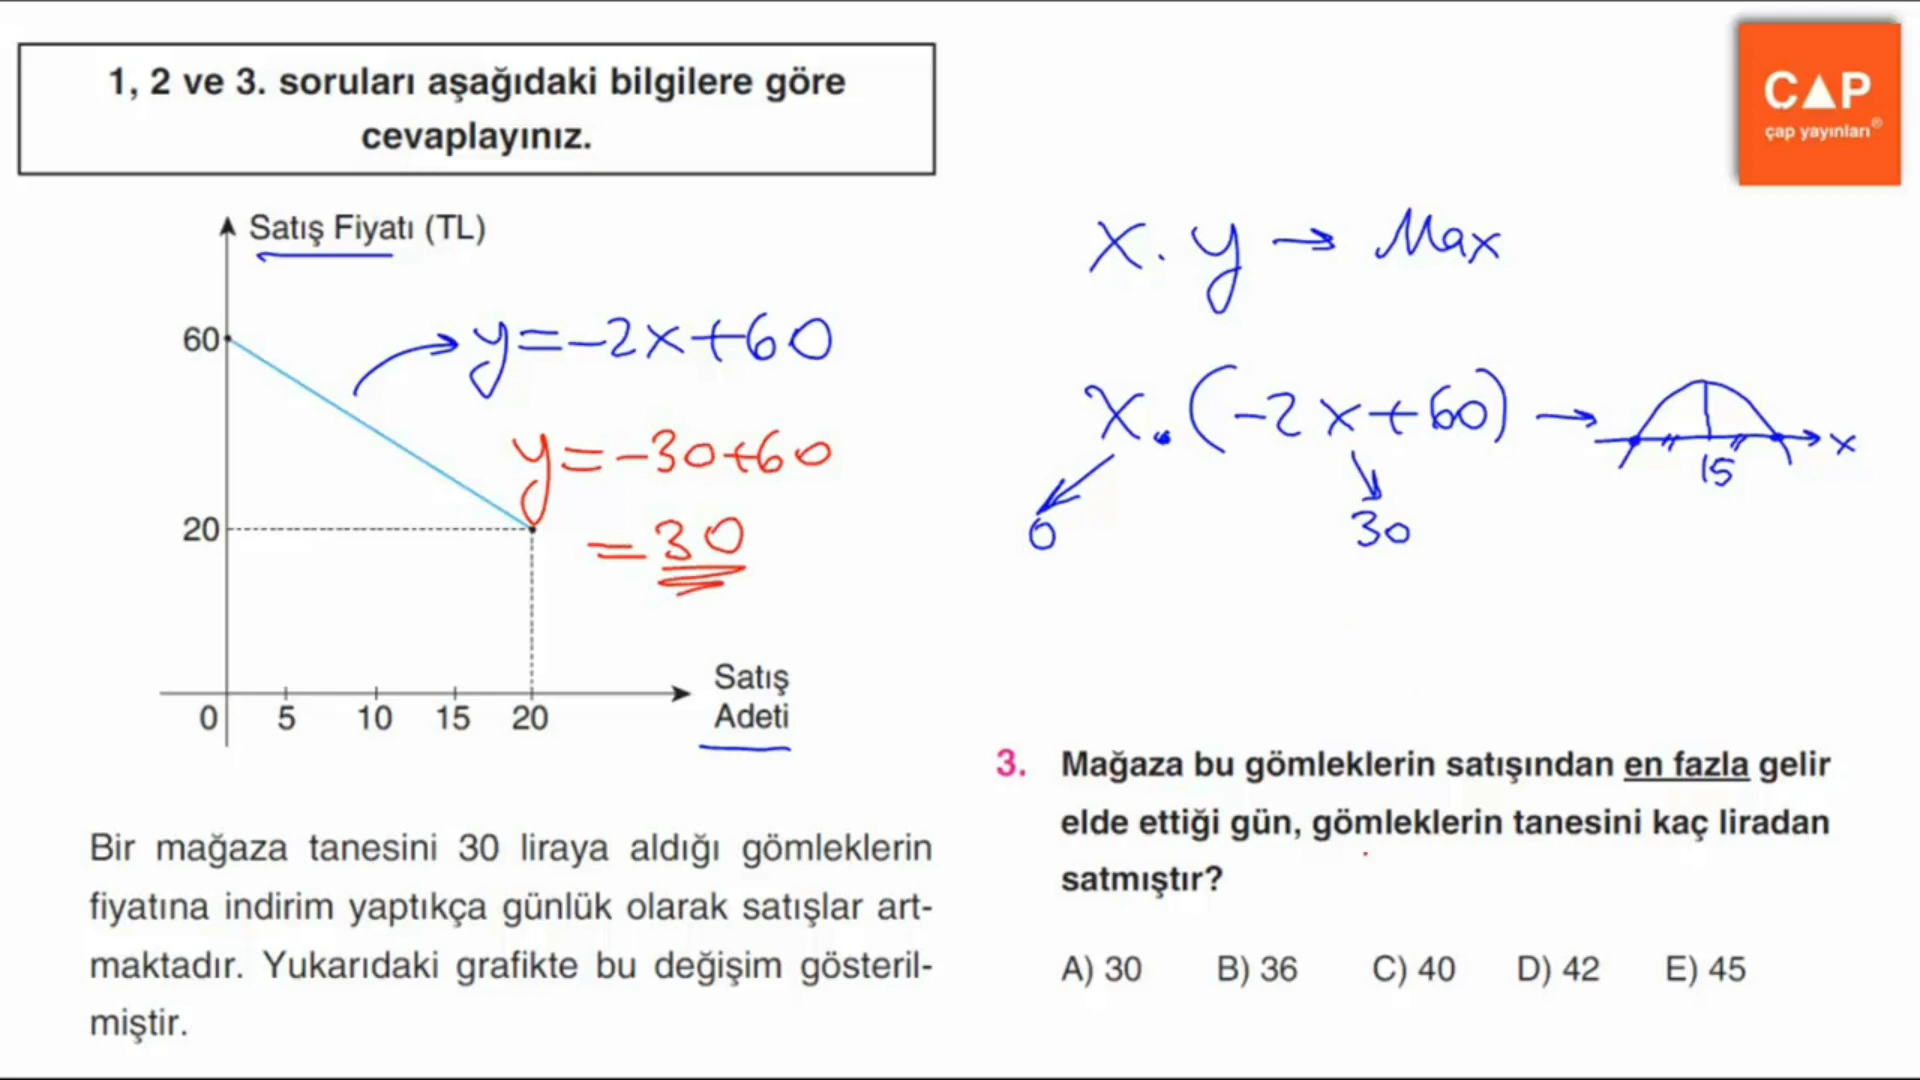 1, 2 ve 3. soruları aşağıdaki bilgilere göre
cevaplayınız.
CAP
çap yayınları®
Satış Fiyatı (TL)
60
20
0 5 10 15 20
Satış
Adeti
y=-2x+60
y=-30+60
=30
Bir mağaza tanesini 30 liraya aldığı gömleklerin
fiyatına indirim yaptıkça günlük olarak satışlar art-
maktadır. Yukarıdaki grafikte bu değişim gösteril-
miştir.
x.y→Max
x.(-2x+60)→
0
30
15
x
3. Mağaza bu gömleklerin satışından en fazla gelir
elde ettiği gün, gömleklerin tanesini kaç liradan
satmıştır?
A) 30 B) 36 C) 40 D) 42 E) 45